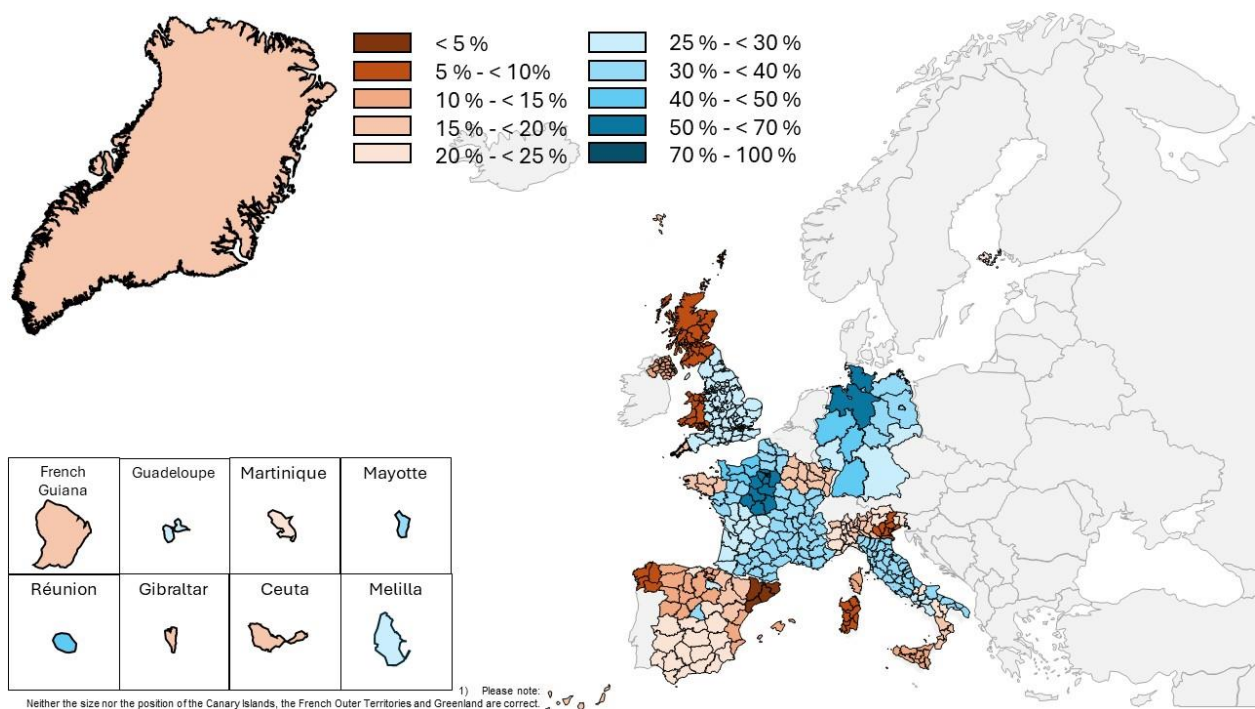 < 5 %
5 % - < 10%
10 % - < 15 %
15 % - < 20 %
20 % - < 25 %
25 % - < 30 %
30 % - < 40 %
40 % - < 50 %
50 % - < 70 %
70 % - 100 %
French
Guiana
Guadeloupe
Martinique
Mayotte
Réunion
Gibraltar
Ceuta
Melilla
1) Please note:
Neither the size nor the position of the Canary Islands, the French Outer Territories and Greenland are correct.